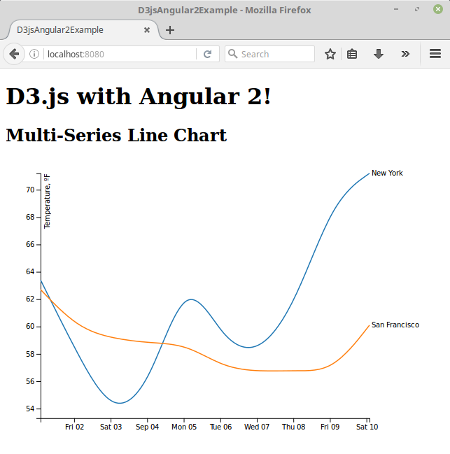 D3jsAngular2Example - Mozilla Firefox
D3jsAngular2Example
localhost:8080
Search
D3.js with Angular 2!
Multi-Series Line Chart
Temperature, ºF
New York
San Francisco
70
68
66
64
62
60
58
56
54
Fri 02 Sat 03 Sep 04 Mon 05 Tue 06 Wed 07 Thu 08 Fri 09 Sat 10